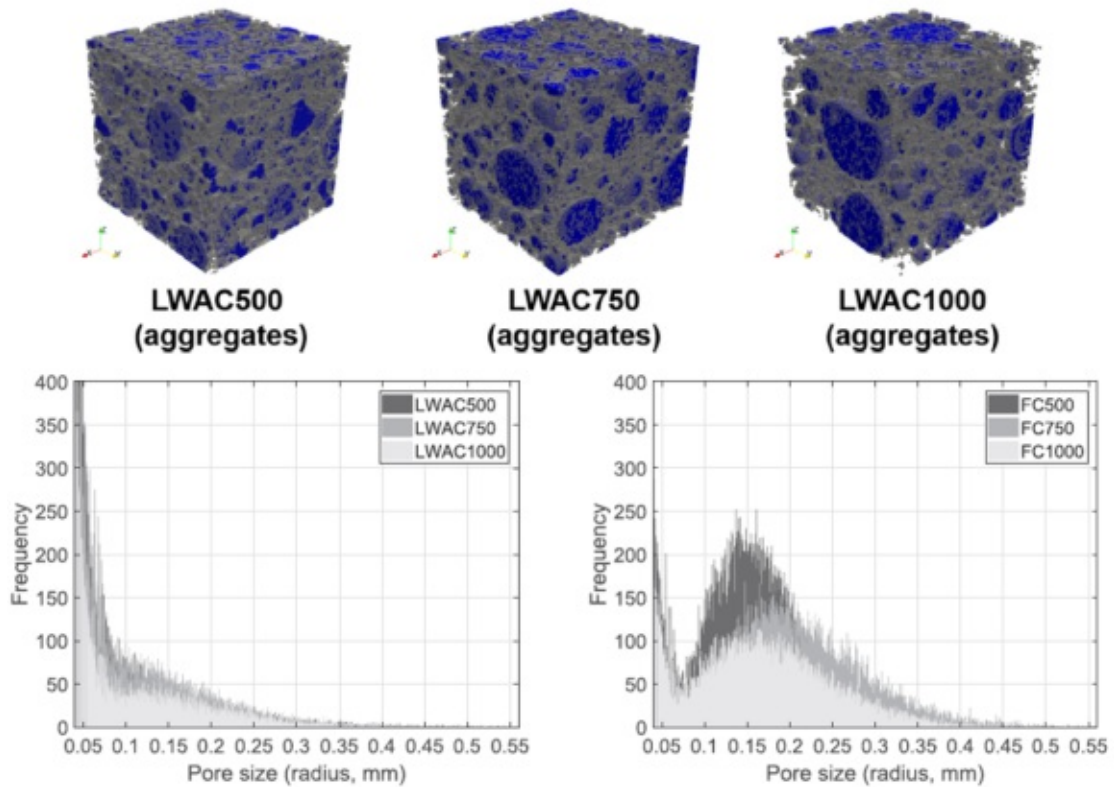 LWAC500
(aggregates)
LWAC750
(aggregates)
LWAC1000
(aggregates)
400
350
300
250
200
150
100
50
0
Frequency
LWAC500
LWAC750
LWAC1000
0.05 0.1 0.15 0.2 0.25 0.3 0.35 0.4 0.45 0.5 0.55
Pore size (radius, mm)
400
350
300
250
200
150
100
50
0
Frequency
FC500
FC750
FC1000
0.05 0.1 0.15 0.2 0.25 0.3 0.35 0.4 0.45 0.5 0.55
Pore size (radius, mm)